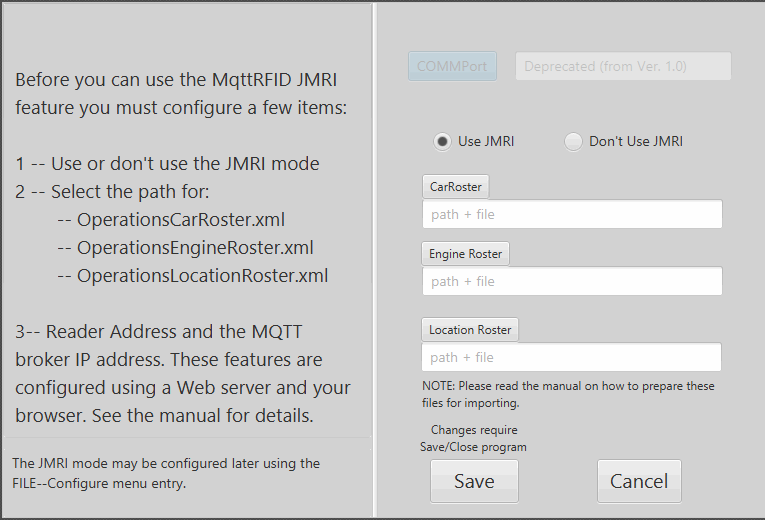 Before you can use the MqttRFID JMRI
feature you must configure a few items:
1 -- Use or don't use the JMRI mode
2 -- Select the path for:
-- OperationsCarRoster.xml
-- OperationsEngineRoster.xml
-- OperationsLocationRoster.xml
3-- Reader Address and the MQTT
broker IP address. These features are
configured using a Web server and your
browser. See the manual for details.
The JMRI mode may be configured later using the
FILE--Configure menu entry.
COMMPort Deprecated (from Ver. 1.0)
Use JMRI Don't Use JMRI
CarRoster
path + file
Engine Roster
path + file
Location Roster
path + file
NOTE: Please read the manual on how to prepare these
files for importing.
Changes require
Save/Close program
Save Cancel